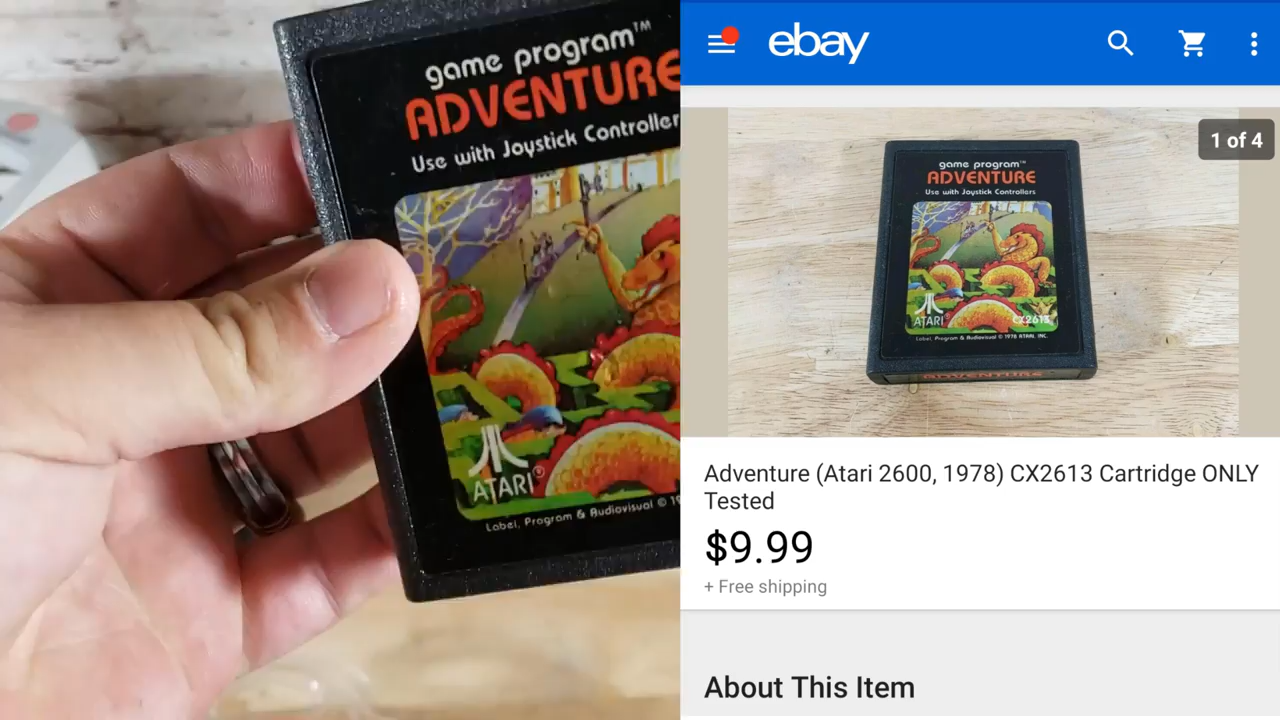 game program™
ADVENTURE
Use with Joystick Controller
ATARI®
Label, Program & Audiovisual © 19
ebay
1 of 4
game program™
ADVENTURE
Use with Joystick Controllers
ATARI
CX2613
Label, Program & Audiovisual © 1978 ATARI, INC.
ADVENTURE
Adventure (Atari 2600, 1978) CX2613 Cartridge ONLY
Tested
$9.99
+ Free shipping
About This Item